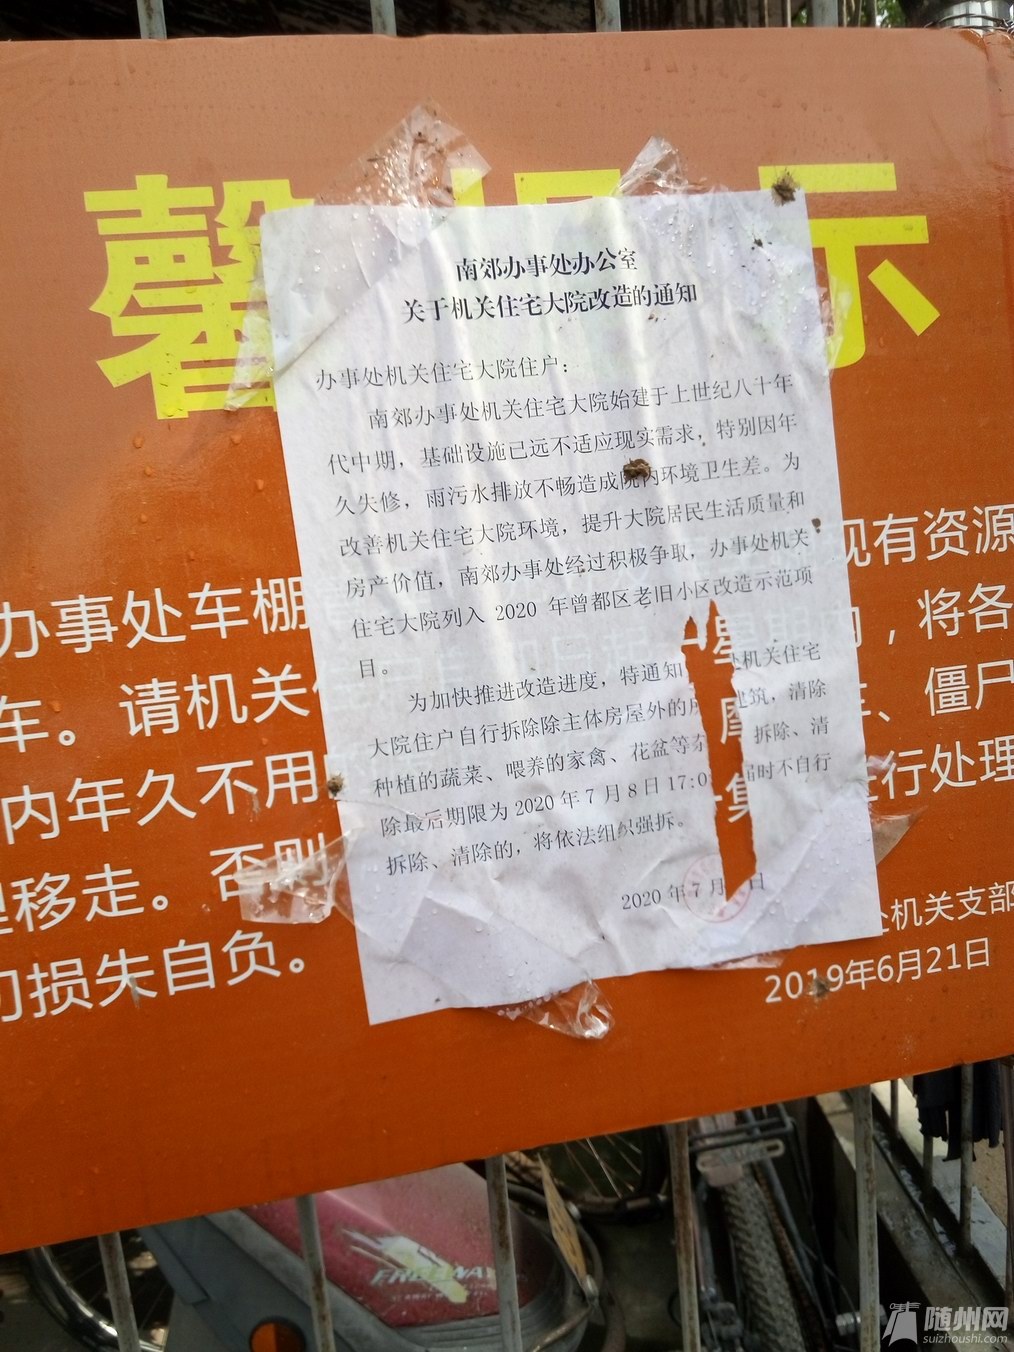 馨 示
南郊办事处办公室
关于机关住宅大院改造的通知
办事处机关住宅大院住户：
南郊办事处机关住宅大院始建于上世纪八十年
代中期，基础设施已远不适应现实需求，特别因年
久失修，雨污水排放不畅造成院内环境卫生差。为
改善机关住宅大院环境，提升大院居民生活质量和
房产价值，南郊办事处经过积极争取，办事处机关
住宅大院列入 2020 年曾都区老旧小区改造示范项
目。
为加快推进改造进度，特通知 机关住宅
大院住户自行拆除除主体房屋外的 筑，清除
种植的蔬菜、喂养的家禽、花盆等 拆除、清
除最后期限为 2020 年 7 月 8 日 17:0 届时不自行
拆除、清除的，将依法组织强拆。
2020 年 7 月 日
办事处车棚 现有资源
车。请机关 星期内，将各
内年久不用 车、僵尸
移走。否则 进行处理
损失自负。
处机关支部
2019年6月21日
FREEWAY
随州网
suizhoushi.com